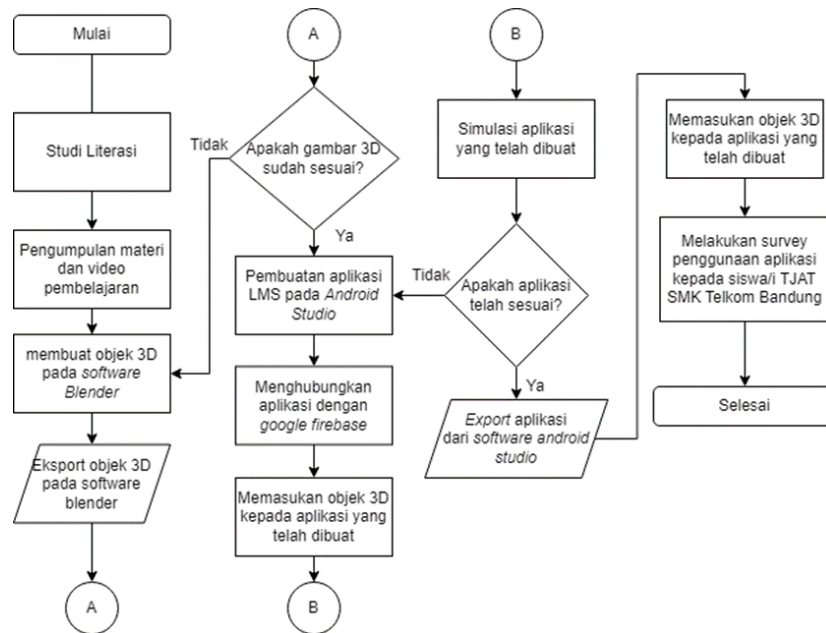 Mulai
Studi Literasi
Pengumpulan materi
dan video
pembelajaran
membuat objek 3D
pada software
Blender
Eksport objek 3D
pada software
blender
A
A
Apakah gambar 3D
sudah sesuai?
Tidak
Ya
Pembuatan aplikasi
LMS pada Android
Studio
Menghubungkan
aplikasi dengan
google firebase
Memasukan objek 3D
kepada aplikasi yang
telah dibuat
B
B
Simulasi aplikasi
yang telah dibuat
Apakah aplikasi
telah sesuai?
Tidak
Ya
Export aplikasi
dari software android
studio
Memasukan objek 3D
kepada aplikasi yang
telah dibuat
Melakukan survey
penggunaan aplikasi
kepada siswa/i TJAT
SMK Telkom Bandung
Selesai